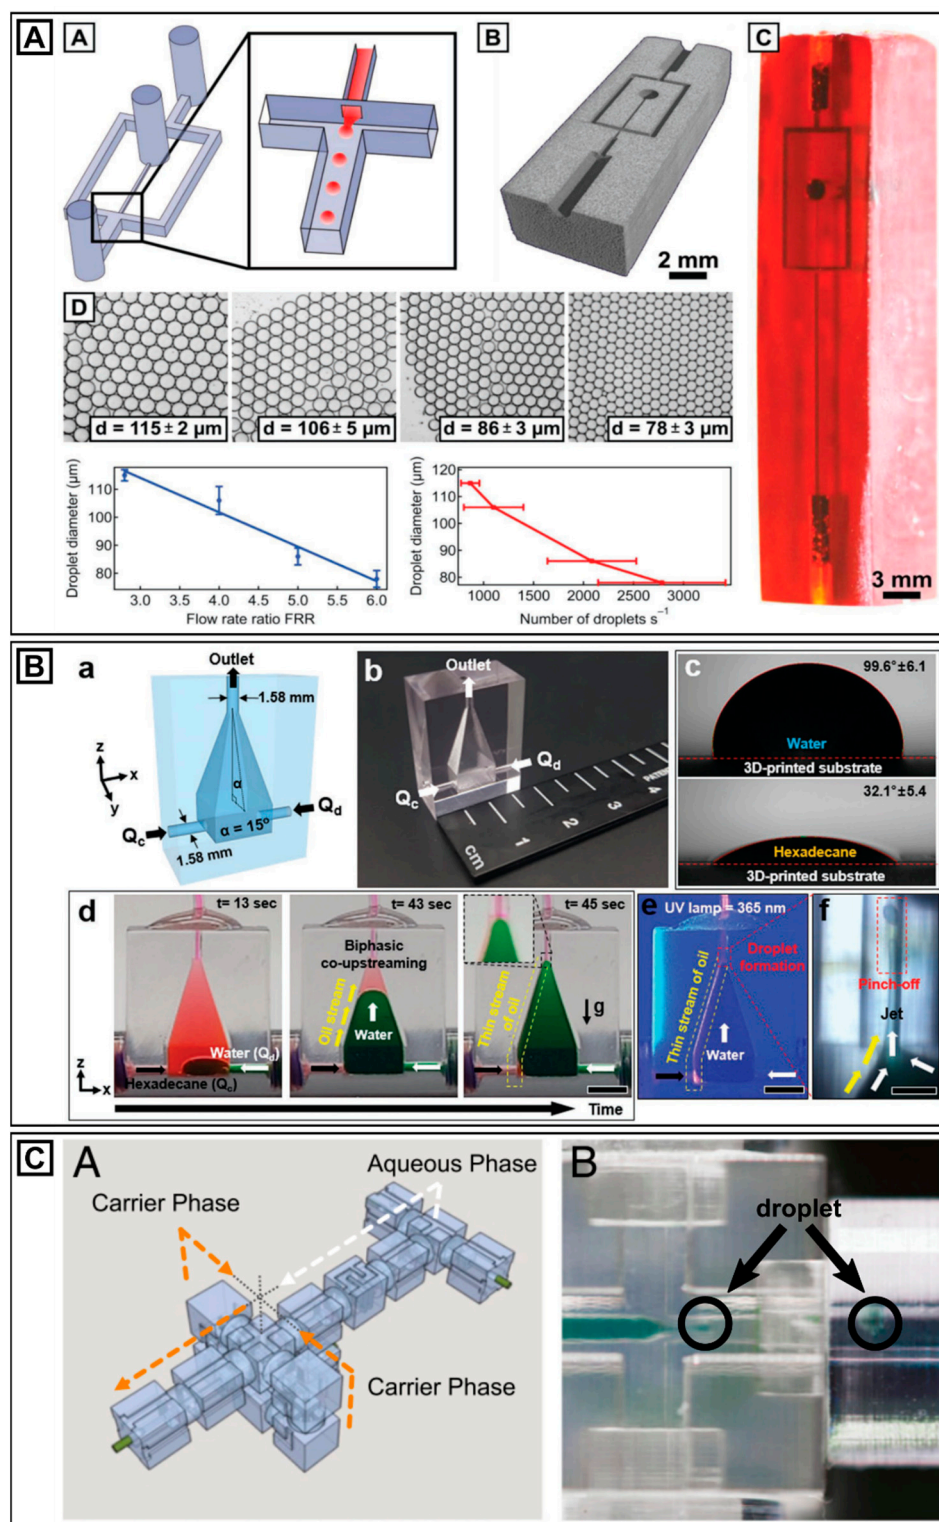 A
A
B
C
2 mm
D
d = 115 ± 2 µm
d = 106 ± 5 µm
d = 86 ± 3 µm
d = 78 ± 3 µm
Droplet diameter (µm)
110
100
90
80
3.0 3.5 4.0 4.5 5.0 5.5 6.0
Flow rate ratio FRR
Droplet diameter (µm)
120
110
100
90
80
1000 1500 2000 2500 3000
Number of droplets s⁻¹
3 mm
B
a
Outlet
1.58 mm
z
x
y
α
Qd
Qc
α = 15°
1.58 mm
b
Outlet
Qd
Qc
cm
1
2
3
4
c
99.6°±6.1
Water
3D-printed substrate
32.1°±5.4
Hexadecane
3D-printed substrate
d
t= 13 sec
Water (Qd)
Hexadecane (Qc)
z
x
t= 43 sec
Biphasic
co-upstreaming
Oil stream
Water
t= 45 sec
Thin stream
of oil
g
Time
e
UV lamp = 365 nm
Droplet
formation
Thin stream of oil
Water
f
Pinch-off
Jet
C
A
Aqueous Phase
Carrier Phase
Carrier Phase
B
droplet